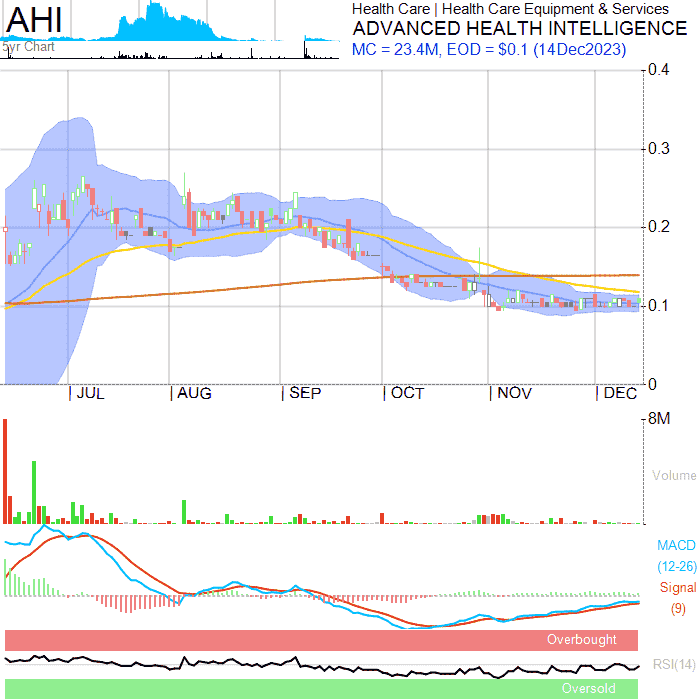 AHI
5yr Chart
Health Care | Health Care Equipment & Services
ADVANCED HEALTH INTELLIGENCE
MC = 23.4M, EOD = $0.1 (14Dec2023)
0.4
0.3
0.2
0.1
0
| JUL | AUG | SEP | OCT | NOV | DEC
8M
Volume
MACD
(12-26)
Signal
(9)
Overbought
RSI(14)
Oversold